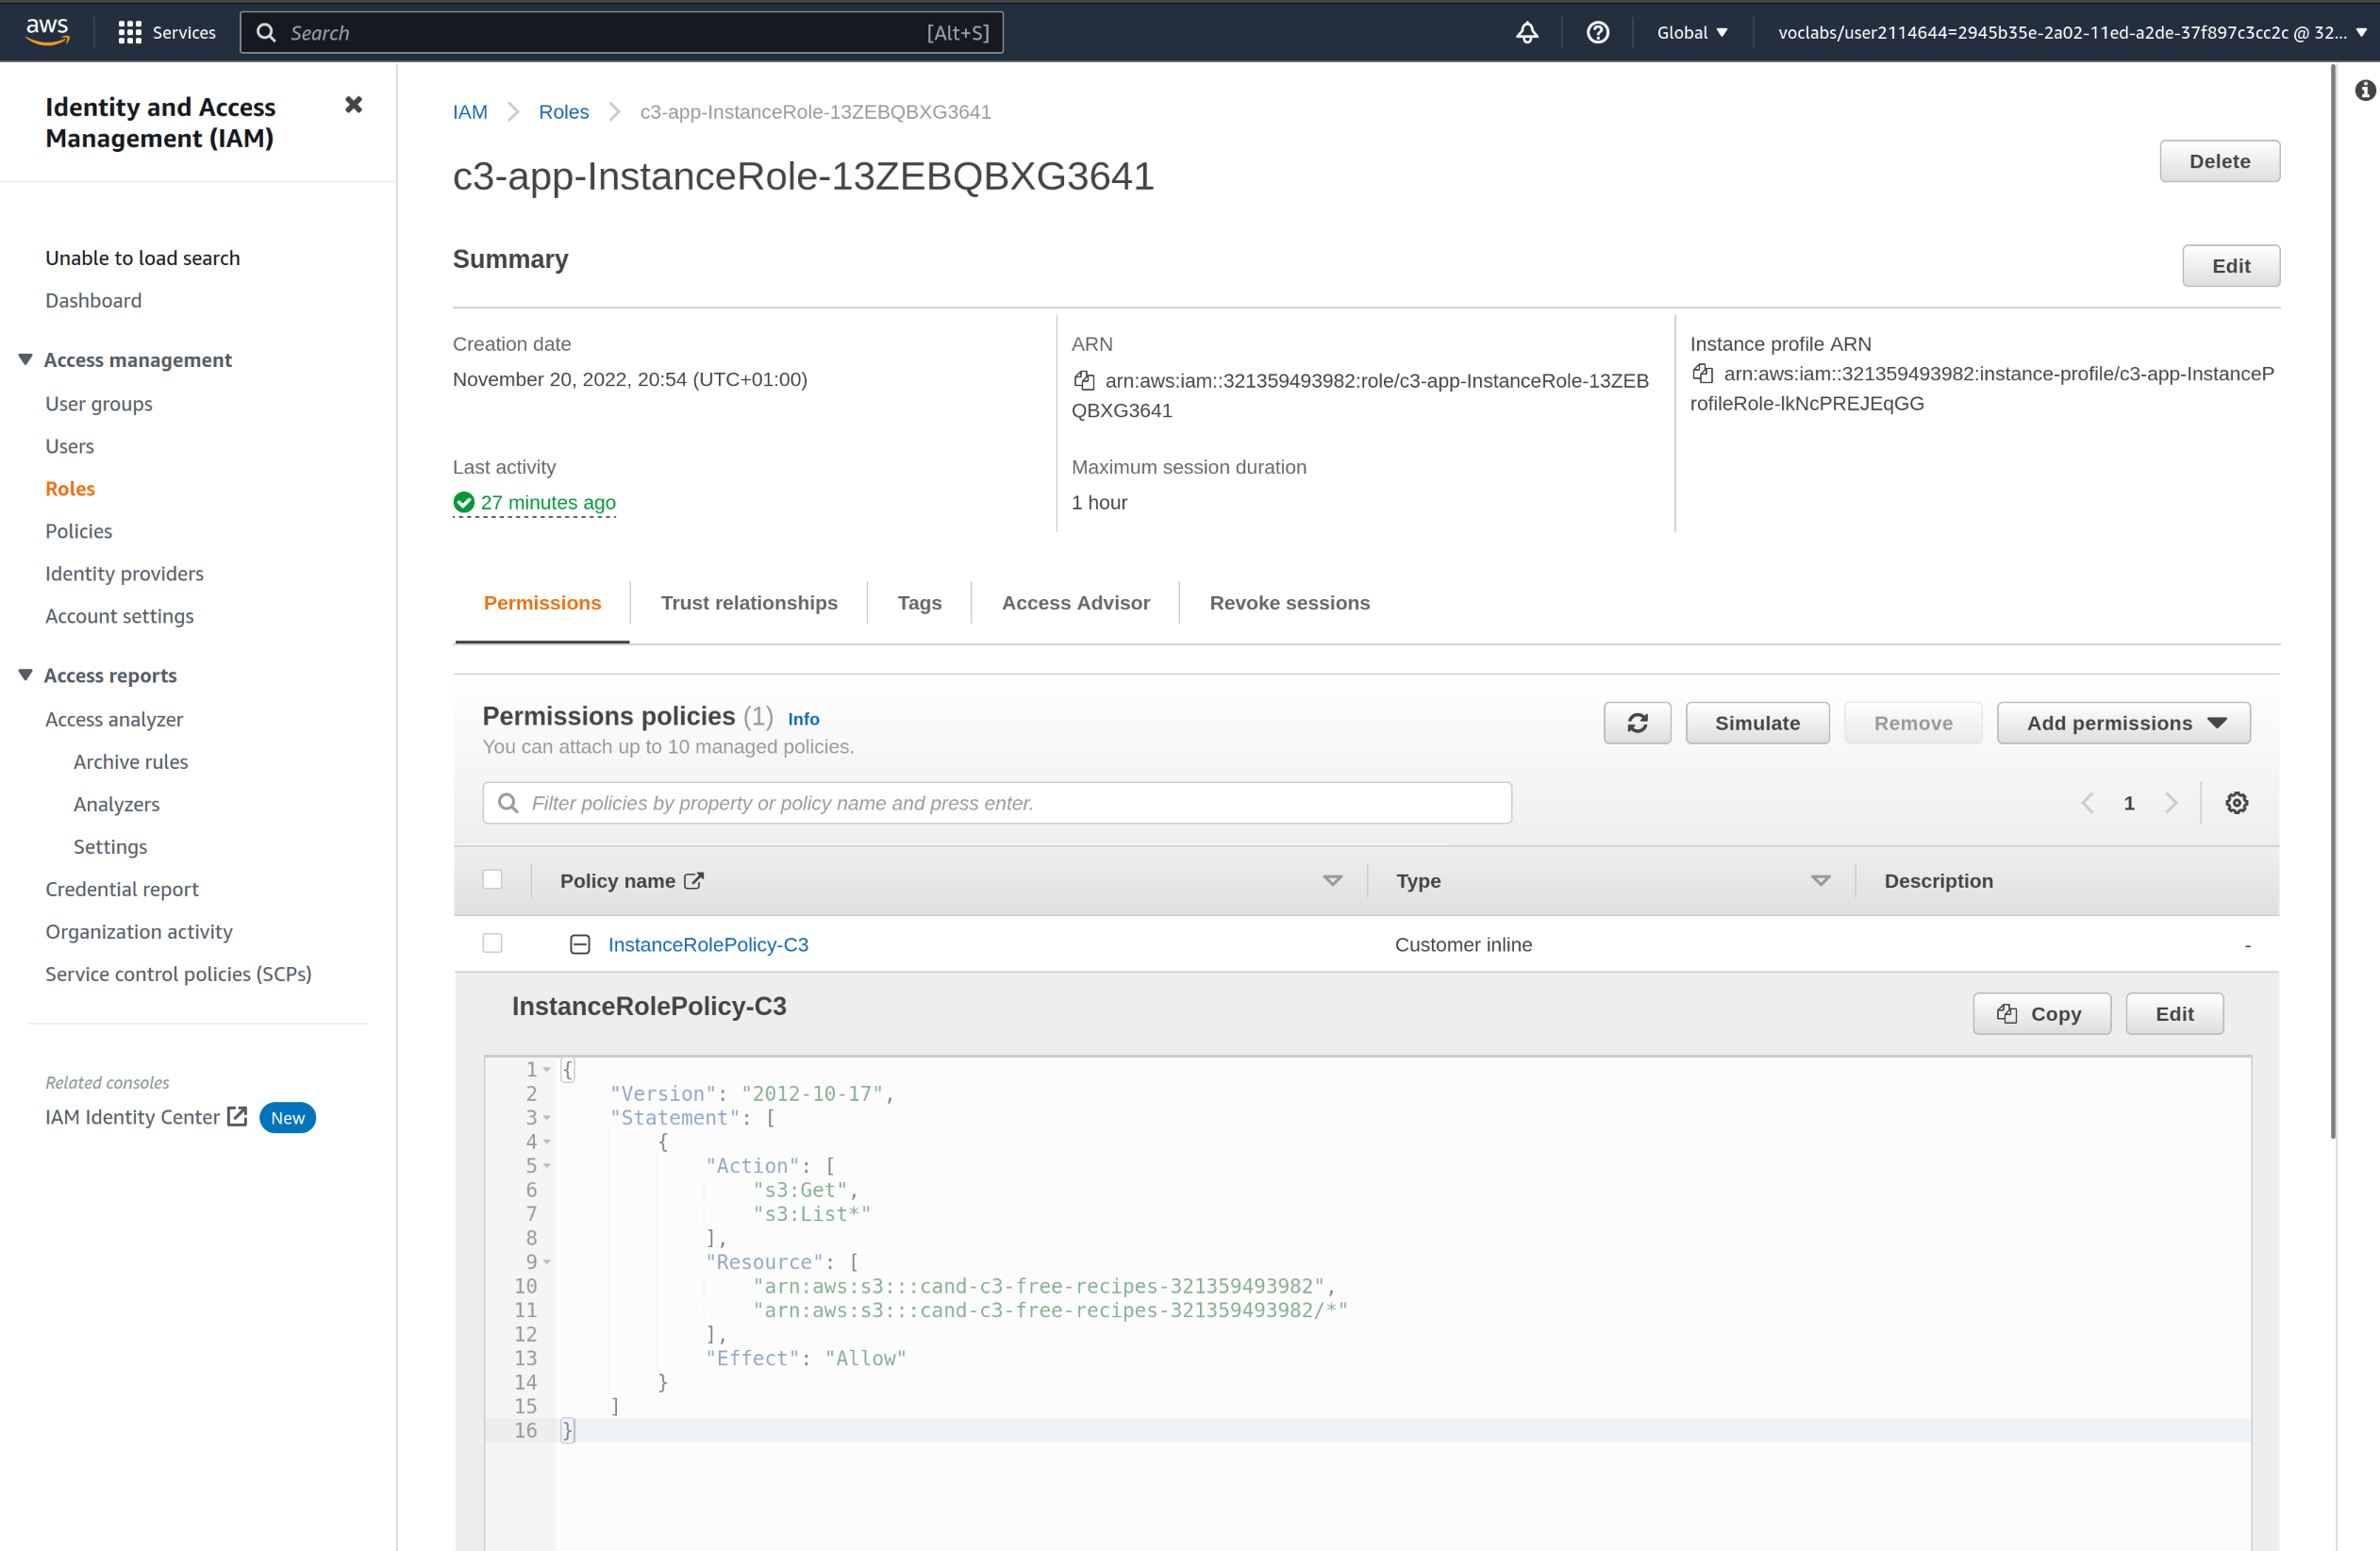 aws
Services
Search
[Alt+S]
Global
voclabs/user2114644=2945b35e-2a02-11ed-a2de-37f897c3cc2c @ 32...
Identity and Access
Management (IAM)
Unable to load search
Dashboard
Access management
User groups
Users
Roles
Policies
Identity providers
Account settings
Access reports
Access analyzer
Archive rules
Analyzers
Settings
Credential report
Organization activity
Service control policies (SCPs)
Related consoles
IAM Identity Center New
IAM > Roles > c3-app-InstanceRole-13ZEBQBXG3641
c3-app-InstanceRole-13ZEBQBXG3641
Delete
Summary
Edit
Creation date
November 20, 2022, 20:54 (UTC+01:00)
ARN
arn:aws:iam::321359493982:role/c3-app-InstanceRole-13ZEB
QBXG3641
Instance profile ARN
arn:aws:iam::321359493982:instance-profile/c3-app-InstanceP
rofileRole-lkNcPREJEqGG
Last activity
27 minutes ago
Maximum session duration
1 hour
Permissions
Trust relationships
Tags
Access Advisor
Revoke sessions
Permissions policies (1) Info
You can attach up to 10 managed policies.
Simulate
Remove
Add permissions
Filter policies by property or policy name and press enter.
1
Policy name
Type
Description
InstanceRolePolicy-C3
Customer inline
-
InstanceRolePolicy-C3
Copy
Edit
1 {
2     "Version": "2012-10-17",
3     "Statement": [
4         {
5             "Action": [
6                 "s3:Get",
7                 "s3:List*"
8             ],
9             "Resource": [
10                 "arn:aws:s3:::cand-c3-free-recipes-321359493982",
11                 "arn:aws:s3:::cand-c3-free-recipes-321359493982/*"
12             ],
13             "Effect": "Allow"
14         }
15     ]
16 }